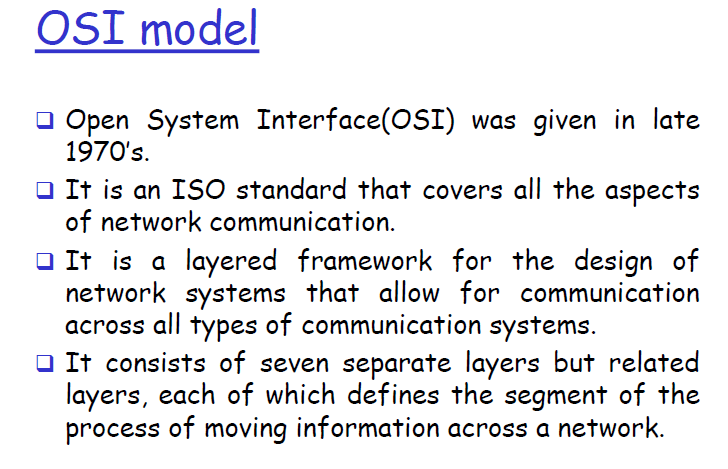 OSI model
❑ Open System Interface(OSI) was given in late
1970's.
❑ It is an ISO standard that covers all the aspects
of network communication.
❑ It is a layered framework for the design of
network systems that allow for communication
across all types of communication systems.
❑ It consists of seven separate layers but related
layers, each of which defines the segment of the
process of moving information across a network.